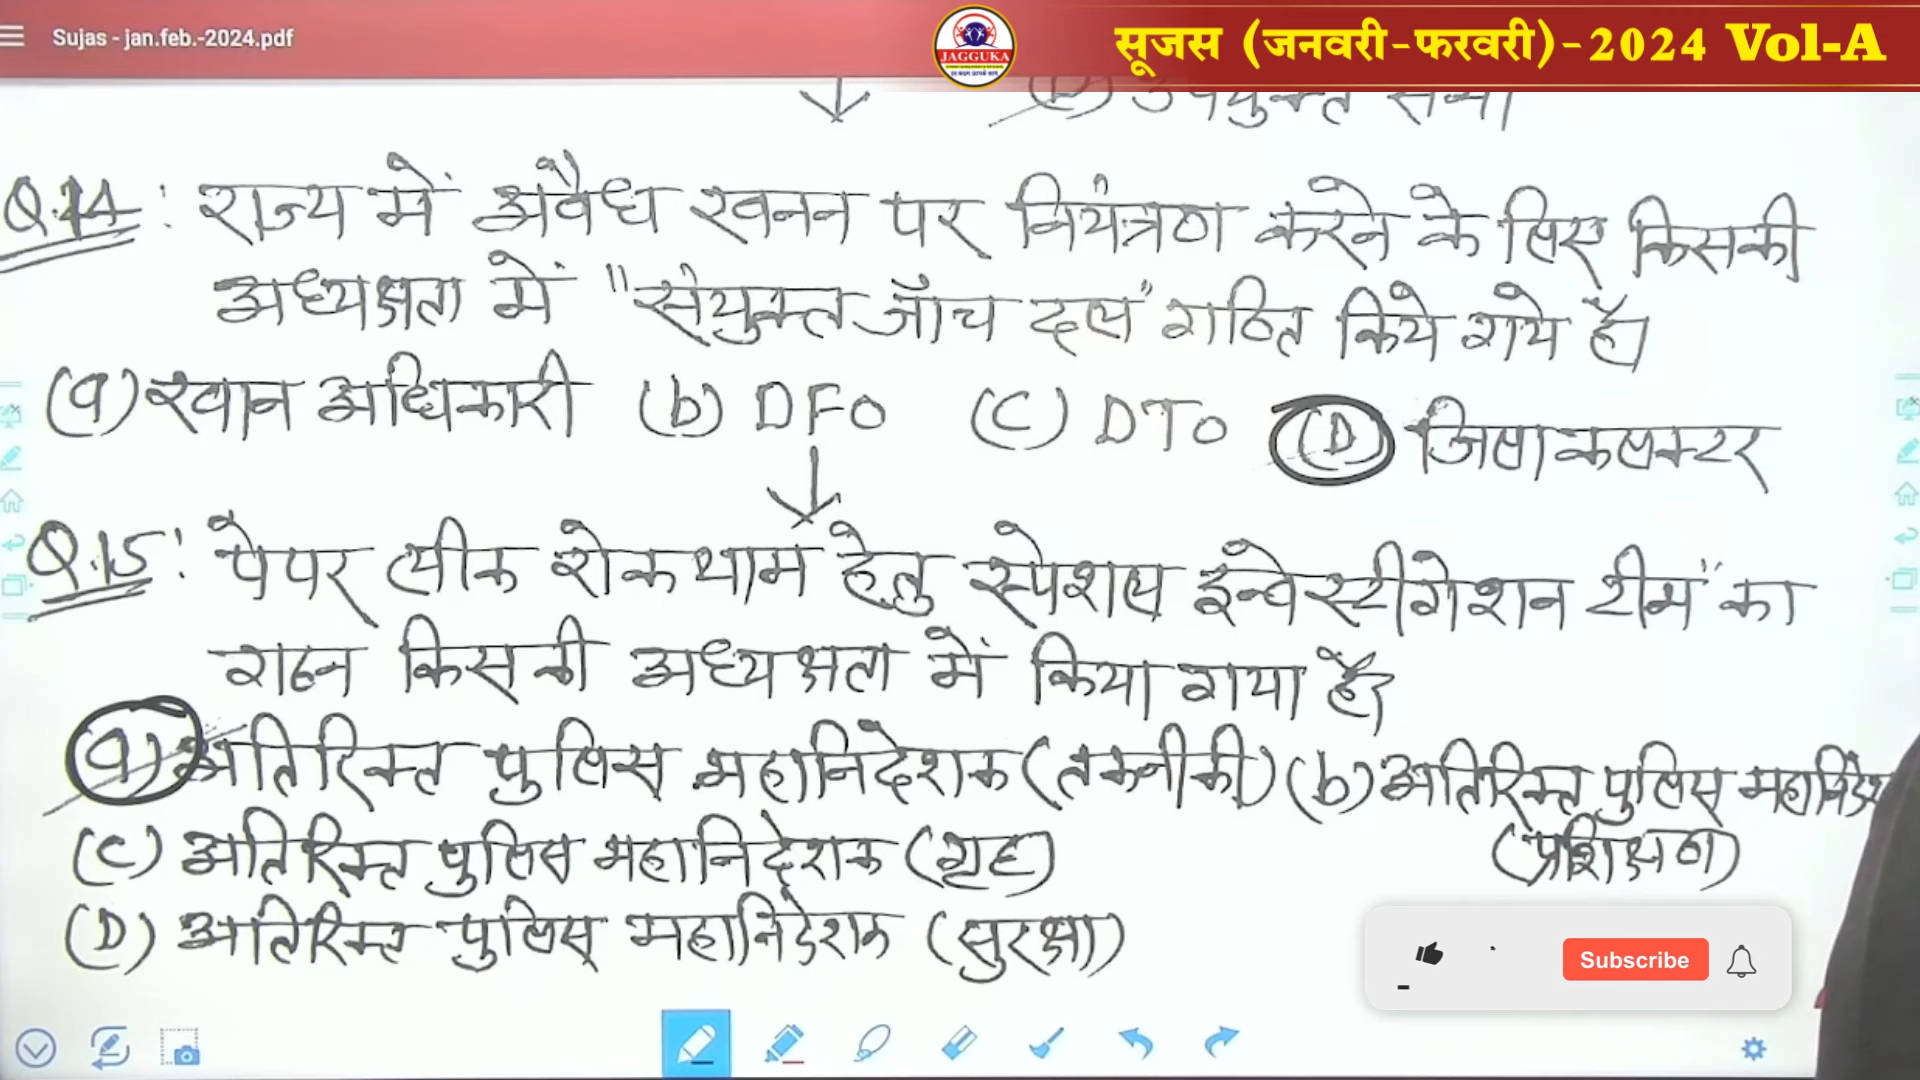 Sujas - jan.feb.-2024.pdf
JAGGUKA
सूजस (जनवरी-फरवरी)-2024 Vol-A
(D) उपयुक्त सभी
Q.14: राज्य में अवैध खनन पर नियंत्रण करने के लिए किसकी
अध्यक्षता में "संयुक्त जाँच दल" गठित किये गये है।
(a) खान अधिकारी (b) DFO (C) DTO (D) जिला कलक्टर
Q.15: पेपर लीक रोकथाम हेतु स्पेशल इन्वेस्टीगेशन टीम" का
गठन किसकी अध्यक्षता में किया गया है?
(a) अतिरिक्त पुलिस महानिदेशक (तकनीकी) (b) अतिरिक्त पुलिस
(प्रशिक्षण)
(C) अतिरिक्त पुलिस महानिदेशक (गृह)
(D) अतिरिक्त पुलिस महानिदेशक (सुरक्षा)
Subscribe